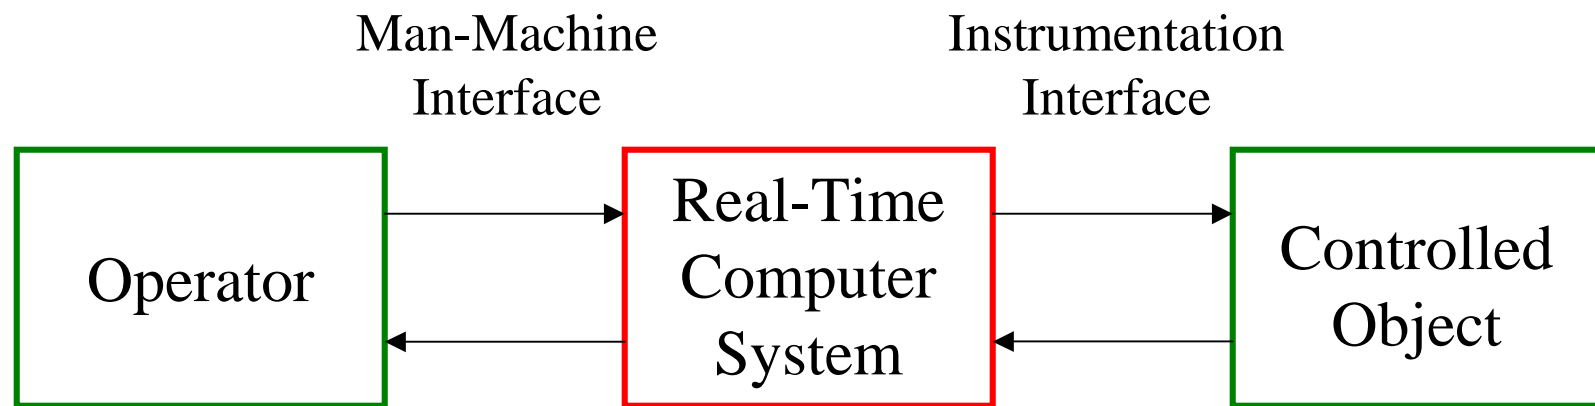 Man-Machine
Interface
Instrumentation
Interface
Operator
Real-Time
Computer
System
Controlled
Object